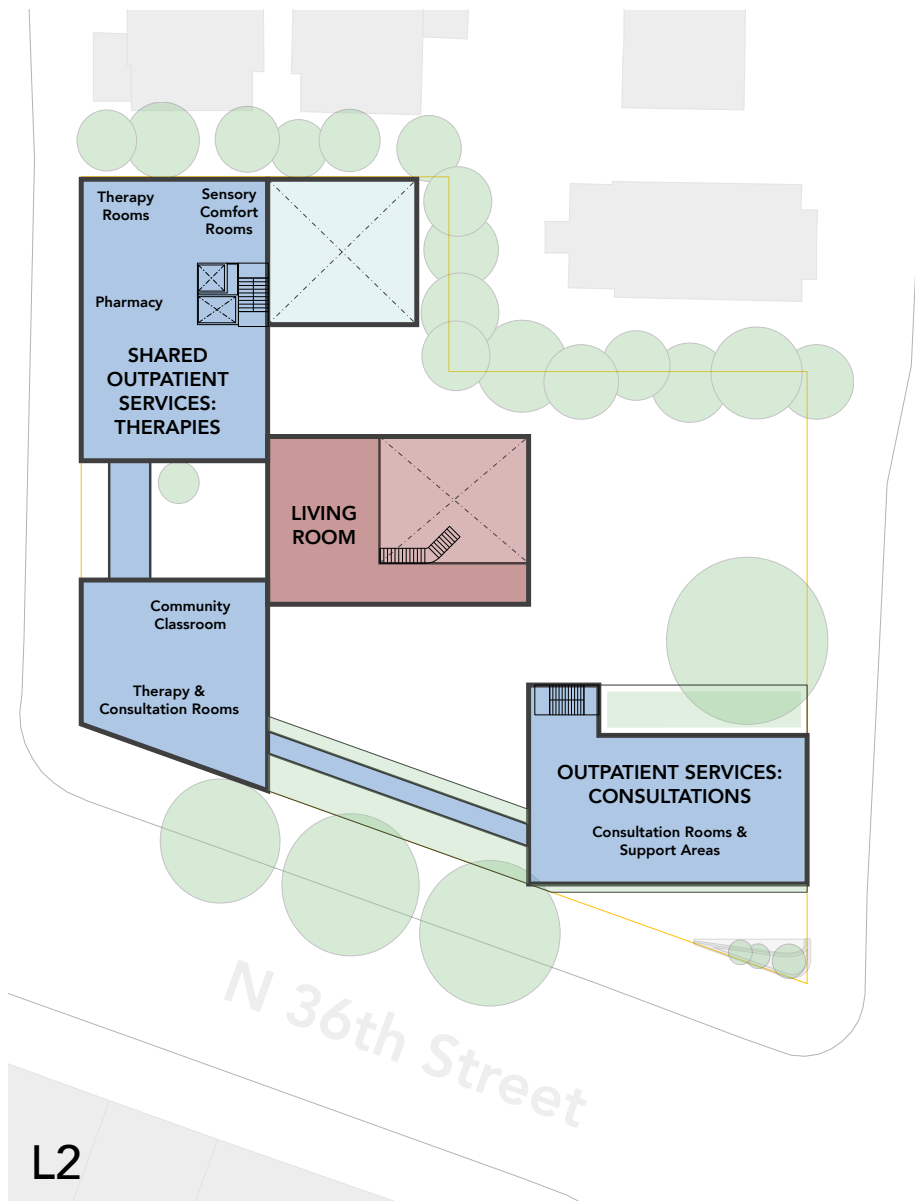 Therapy
Rooms
Sensory
Comfort
Rooms
Pharmacy
SHARED
OUTPATIENT
SERVICES:
THERAPIES
LIVING
ROOM
Community
Classroom
Therapy &
Consultation Rooms
OUTPATIENT SERVICES:
CONSULTATIONS
Consultation Rooms &
Support Areas
N 36th Street
L2